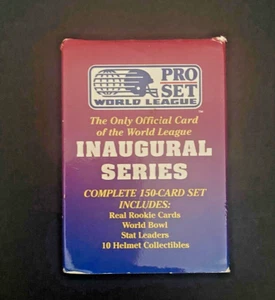 PRO
SET
WORLD LEAGUE
The Only Official Card
of the World League
INAUGURAL
SERIES
COMPLETE 150-CARD SET
INCLUDES:
Real Rookie Cards
World Bowl
Stat Leaders
10 Helmet Collectibles